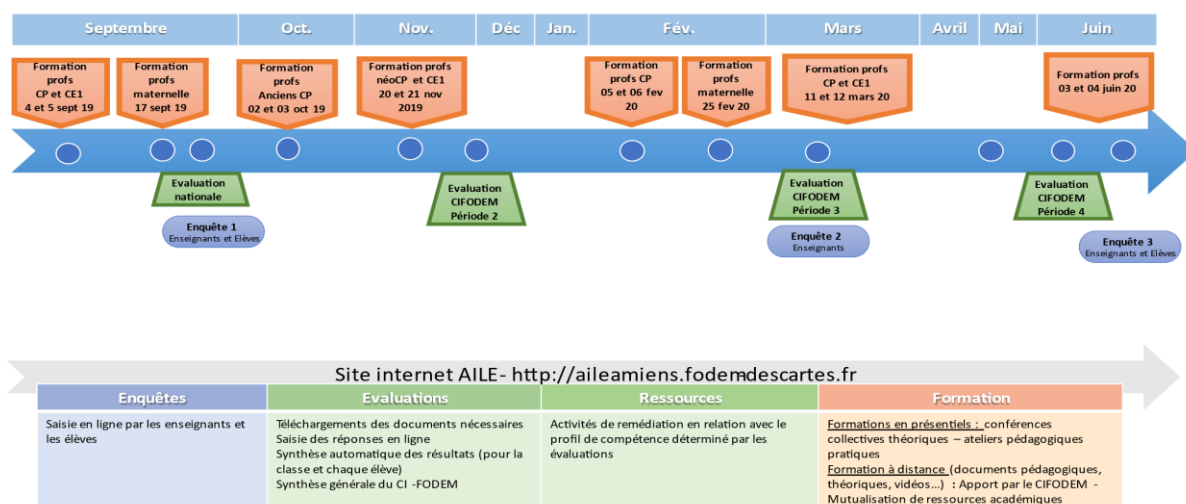 Septembre
Oct.
Nov.
Déc
Jan.
Fév.
Mars
Avril
Mai
Juin
Formation
profs
CP et CE1
4 et 5 sept 19
Formation
profs
maternelle
17 sept 19
Formation
profs
Anciens CP
02 et 03 oct 19
Formation profs
néoCP et CE1
20 et 21 nov
2019
Formation
profs CP
05 et 06 fev
20
Formation
profs
maternelle
25 fev 20
Formation profs
CP et CE1
11 et 12 mars 20
Formation profs
03 et 04 juin 20
Evaluation
nationale
Evaluation
CIFODEM
Période 2
Evaluation
CIFODEM
Période 3
Evaluation
CIFODEM
Période 4
Enquête 1
Enseignants et Elèves
Enquête 2
Enseignants
Enquête 3
Enseignants et Elèves
Site internet AILE- http://aileamiens.fodem-descartes.fr
Enquêtes
Evaluations
Ressources
Formation
Saisie en ligne par les enseignants et
les élèves
Téléchargements des documents nécessaires
Saisie des réponses en ligne
Synthèse automatique des résultats (pour la
classe et chaque élève)
Synthèse générale du CI -FODEM
Activités de remédiation en relation avec le
profil de compétence déterminé par les
évaluations
Formations en présentiels : conférences
collectives théoriques – ateliers pédagogiques
pratiques
Formation à distance (documents pédagogiques,
théoriques, vidéos...) : Apport par le CIFODEM -
Mutualisation de ressources académiques